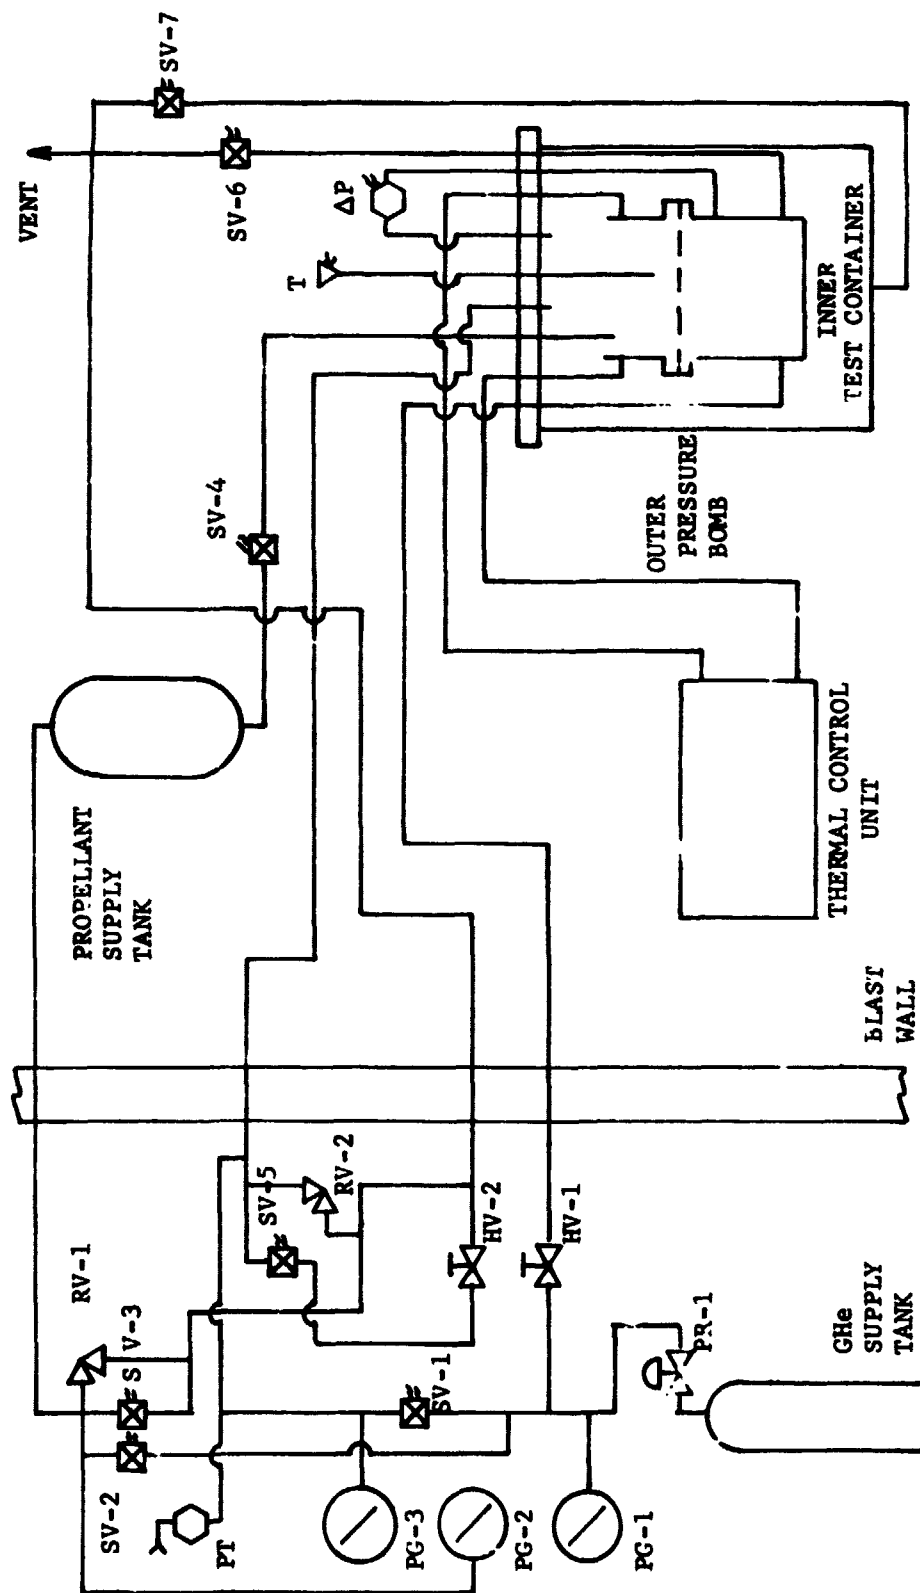 SV-7
VENT
SV-6
ΔP
T
SV-4
INNER
TEST CONTAINER
OUTER
PRESSURE
BOMB
PROPELLANT
SUPPLY
TANK
THERMAL CONTROL
UNIT
BLAST
WALL
RV-1
S V-3
SV-2
SV-5
RV-2
HV-2
HV-1
SV-1
PT
PG-3
PG-2
PG-1
PR-1
GHe
SUPPLY
TANK